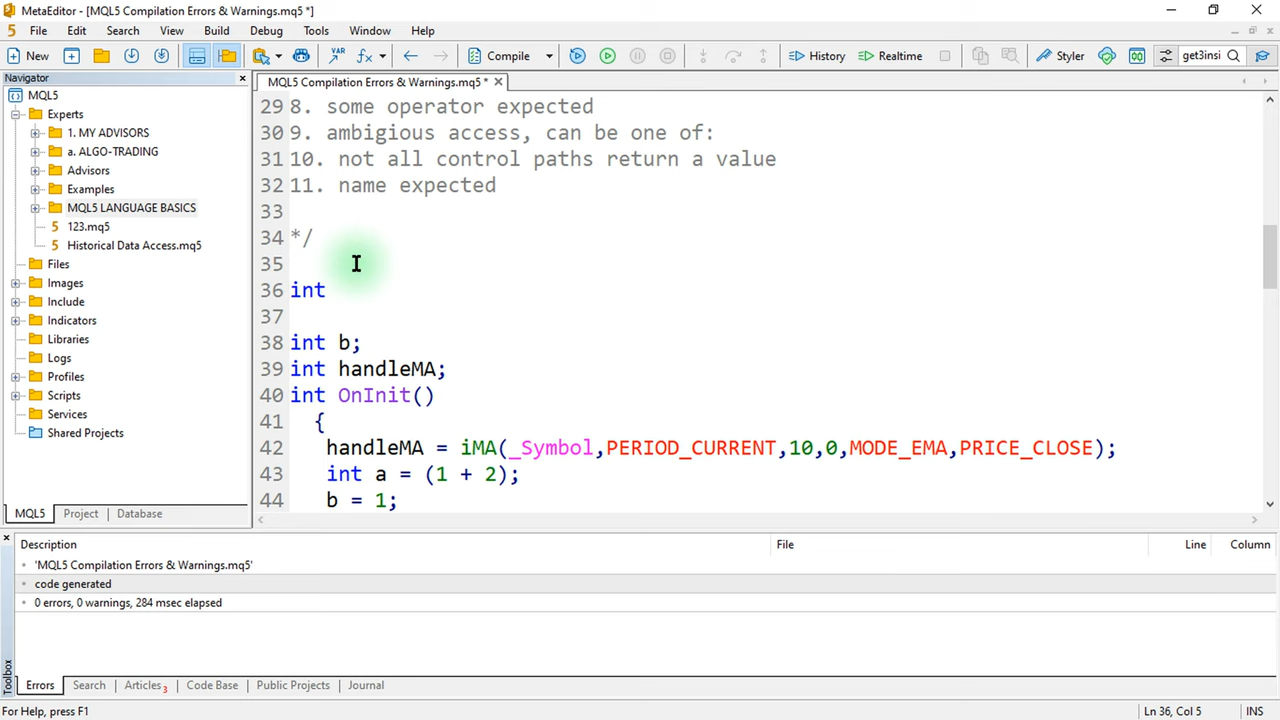 MetaEditor - [MQL5 Compilation Errors & Warnings.mq5 *]
5 File Edit Search View Build Debug Tools Window Help
New VAR fx Compile History Realtime Styler get3insi
Navigator
MQL5 Compilation Errors & Warnings.mq5 *
MQL5
Experts
1. MY ADVISORS
a. ALGO-TRADING
Advisors
Examples
MQL5 LANGUAGE BASICS
5 123.mq5
5 Historical Data Access.mq5
Files
Images
Include
Indicators
Libraries
Logs
Profiles
Scripts
Services
Shared Projects
MQL5 Project Database
29 8. some operator expected
30 9. ambigious access, can be one of:
31 10. not all control paths return a value
32 11. name expected
33
34 */
35
36 int
37
38 int b;
39 int handleMA;
40 int OnInit()
41 {
42 handleMA = iMA(_Symbol,PERIOD_CURRENT,10,0,MODE_EMA,PRICE_CLOSE);
43 int a = (1 + 2);
44 b = 1;
Description File Line Column
'MQL5 Compilation Errors & Warnings.mq5'
code generated
0 errors, 0 warnings, 284 msec elapsed
Toolbox
Errors Search Articles 3 Code Base Public Projects Journal
For Help, press F1 Ln 36, Col 5 INS